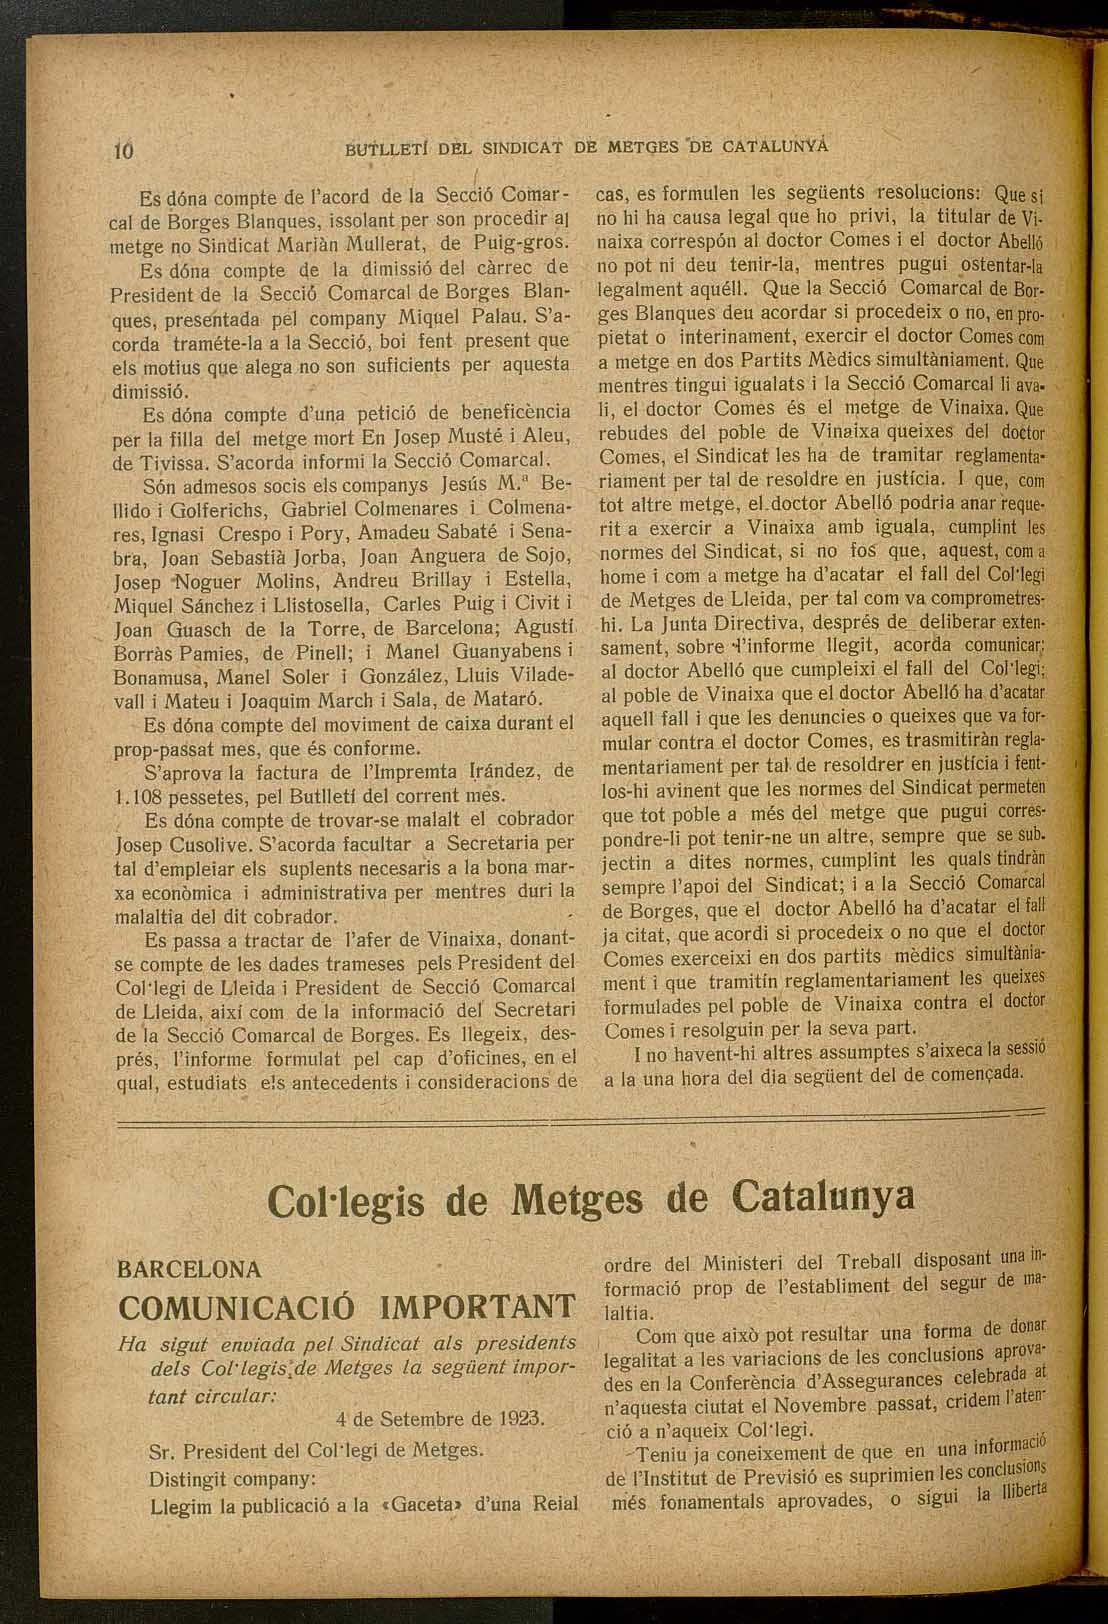 10
BUTLLETÍ DEL SINDICAT DE METGES DE CATALUNYA
Es dóna compte de l'acord de la Secció Comar-
cal de Borges Blanques, issolant per son procedir al
metge no Sindicat Mariàn Mullerat, de Puig-gros.
Es dóna compte de la dimissió del càrrec de
President de la Secció Comarcal de Borges Blan-
ques, presentada pel company Miquel Palau. S'a-
corda traméte-la a la Secció, boi fent present que
els motius que alega no son suficients per aquesta
dimissió.
Es dóna compte d'una petició de beneficència
per la filla del metge mort En Josep Musté i Aleu,
de Tivissa. S'acorda informi la Secció Comarcal.
Són admesos socis els companys Jesús M.ª Be-
llido i Golferichs, Gabriel Colmenares i Colmena-
res, Ignasi Crespo i Pory, Amadeu Sabaté i Sena-
bra, Joan Sebastià Jorba, Joan Anguera de Sojo,
Josep Noguer Molins, Andreu Brillay i Estella,
Miquel Sánchez i Llistosella, Carles Puig i Civit i
Joan Guasch de la Torre, de Barcelona; Agustí
Borràs Pamies, de Pinell; i Manel Guanyabens i
Bonamusa, Manel Soler i González, Lluis Vilade-
vall i Mateu i Joaquim March i Sala, de Mataró.
Es dóna compte del moviment de caixa durant el
prop-passat mes, que és conforme.
S'aprova la factura de l'Impremta Irández, de
1.108 pessetes, pel Butlletí del corrent mes.
Es dóna compte de trovar-se malalt el cobrador
Josep Cusolive. S'acorda facultar a Secretaria per
tal d'empleiar els suplents necesaris a la bona mar-
xa econòmica i administrativa per mentres duri la
malaltia del dit cobrador.
Es passa a tractar de l'afer de Vinaixa, donant-
se compte de les dades trameses pels President del
Col·legi de Lleida i President de Secció Comarcal
de Lleida, així com de la informació del Secretari
de la Secció Comarcal de Borges. Es llegeix, des-
prés, l'informe formulat pel cap d'oficines, en el
qual, estudiats els antecedents i consideracions de
cas, es formulen les següents resolucions: Que si
no hi ha causa legal que ho privi, la titular de Vi-
naixa correspón al doctor Comes i el doctor Abelló
no pot ni deu tenir-la, mentres pugui ostentar-la
legalment aquéll. Que la Secció Comarcal de Bor-
ges Blanques deu acordar si procedeix o no, en pro-
pietat o interinament, exercir el doctor Comes com
a metge en dos Partits Mèdics simultàniament. Que
mentres tingui igualats i la Secció Comarcal li ava-
li, el doctor Comes és el metge de Vinaixa. Que
rebudes del poble de Vinaixa queixes del doctor
Comes, el Sindicat les ha de tramitar reglamenta-
riament per tal de resoldre en justícia. I que, com
tot altre metge, el doctor Abelló podria anar reque-
rit a exercir a Vinaixa amb iguala, cumplint les
normes del Sindicat, si no fos que, aquest, com a
home i com a metge ha d'acatar el fall del Col·legi
de Metges de Lleida, per tal com va comprometres-
hi. La Junta Directiva, després de deliberar exten-
sament, sobre l'informe llegit, acorda comunicar:
al doctor Abelló que cumpleixi el fall del Col·legi;
al poble de Vinaixa que el doctor Abelló ha d'acatar
aquell fall i que les denuncies o queixes que va for-
mular contra el doctor Comes, es trasmitiràn regla-
mentariament per tal de resoldrer en justícia i fent-
los-hi avinent que les normes del Sindicat permeten
que tot poble a més del metge que pugui corres-
pondre-li pot tenir-ne un altre, sempre que se sub-
jectin a dites normes, cumplint les quals tindràn
sempre l'apoi del Sindicat; i a la Secció Comarcal
de Borges, que el doctor Abelló ha d'acatar el fall
ja citat, que acordi si procedeix o no que el doctor
Comes exerceixi en dos partits mèdics simultània-
ment i que tramitín reglamentariament les queixes
formulades pel poble de Vinaixa contra el doctor
Comes i resolguin per la seva part.
I no havent-hi altres assumptes s'aixeca la sessió
a la una hora del dia següent del de començada.
Col·legis de Metges de Catalunya
BARCELONA
COMUNICACIÓ IMPORTANT
Ha sigut enviada pel Sindicat als presidents
dels Col·legis de Metges la següent impor-
tant circular:
4 de Setembre de 1923.
Sr. President del Col·legi de Metges.
Distingit company:
Llegim la publicació a la «Gaceta» d'una Reial
ordre del Ministeri del Treball disposant una in-
formació prop de l'establiment del segur de ma-
laltia.
Com que això pot resultar una forma de donar
legalitat a les variacions de les conclusions aprova-
des en la Conferència d'Assegurances celebrada at
n'aquesta ciutat el Novembre passat, cridem l'aten-
ció a n'aqueix Col·legi.
Teniu ja coneixement de que en una informació
de l'Institut de Previsió es suprimien les conclusions
més fonamentals aprovades, o sigui la lliberta